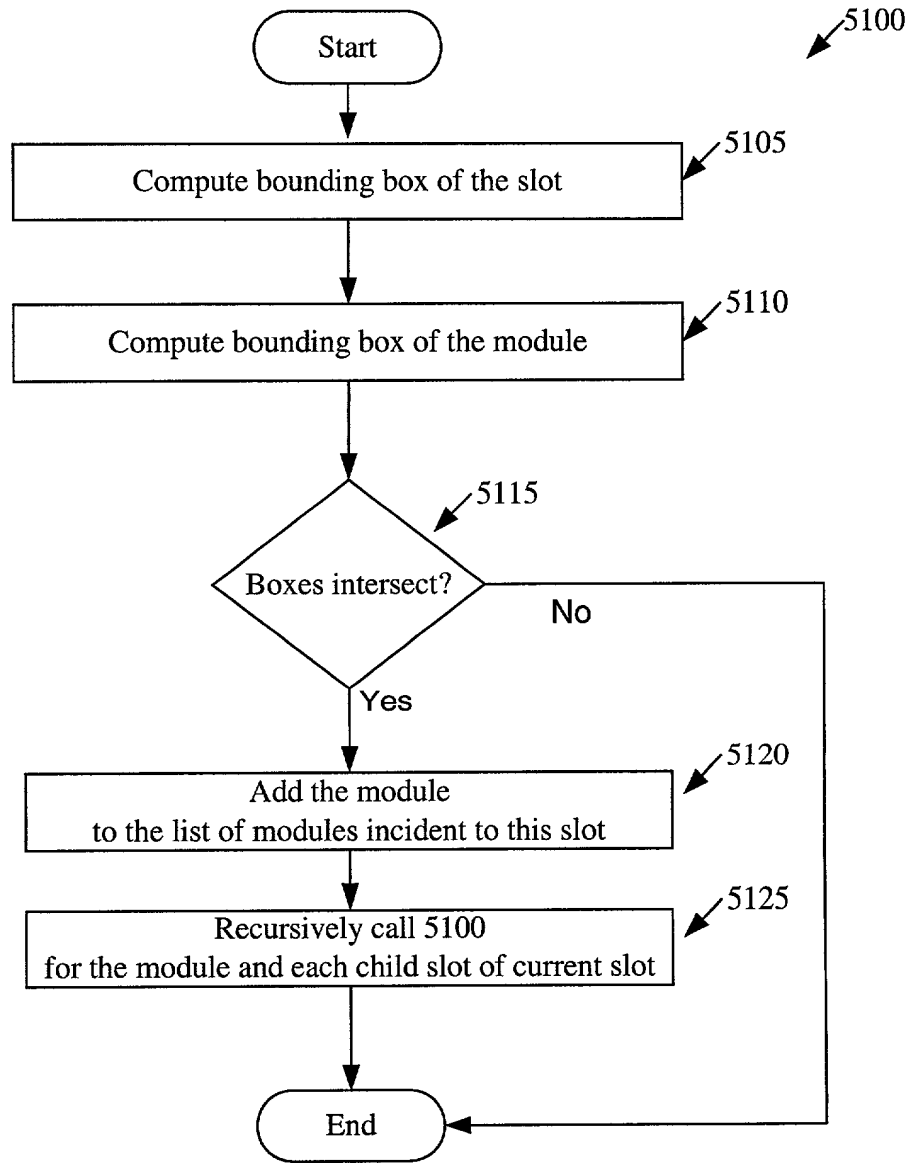 5100
Start
5105
Compute bounding box of the slot
5110
Compute bounding box of the module
5115
Boxes intersect?
No
Yes
5120
Add the module
to the list of modules incident to this slot
5125
Recursively call 5100
for the module and each child slot of current slot
End